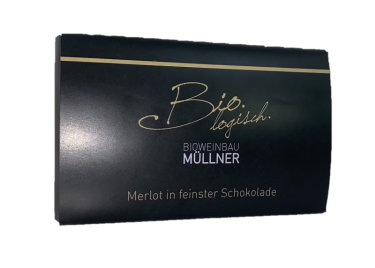 Bio.
logisch.
BIOWEINBAU
MÜLLNER
Merlot in feinster Schokolade